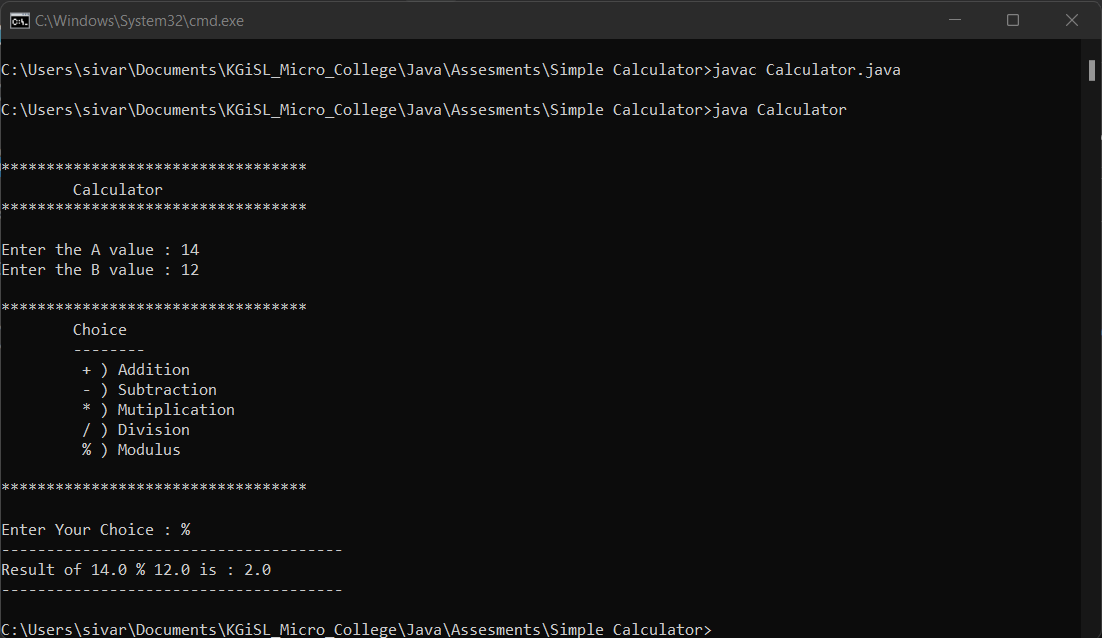 C:\Windows\System32\cmd.exe
C:\Users\sivar\Documents\KGiSL_Micro_College\Java\Assesments\Simple Calculator>javac Calculator.java
C:\Users\sivar\Documents\KGiSL_Micro_College\Java\Assesments\Simple Calculator>java Calculator
**********************************
Calculator
**********************************
Enter the A value : 14
Enter the B value : 12
**********************************
Choice
--------
+ ) Addition
- ) Subtraction
* ) Mutiplication
/ ) Division
% ) Modulus
**********************************
Enter Your Choice : %
--------------------------------------
Result of 14.0 % 12.0 is : 2.0
--------------------------------------
C:\Users\sivar\Documents\KGiSL_Micro_College\Java\Assesments\Simple Calculator>